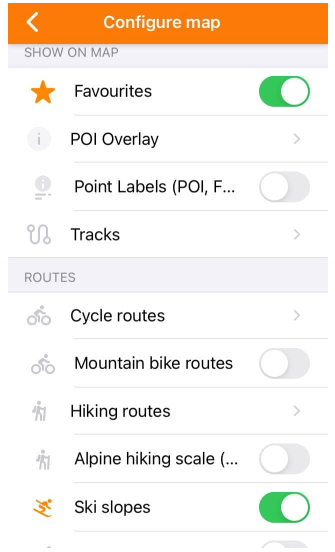 Configure map
SHOW ON MAP
Favourites
POI Overlay
Point Labels (POI, F...
Tracks
ROUTES
Cycle routes
Mountain bike routes
Hiking routes
Alpine hiking scale (...
Ski slopes